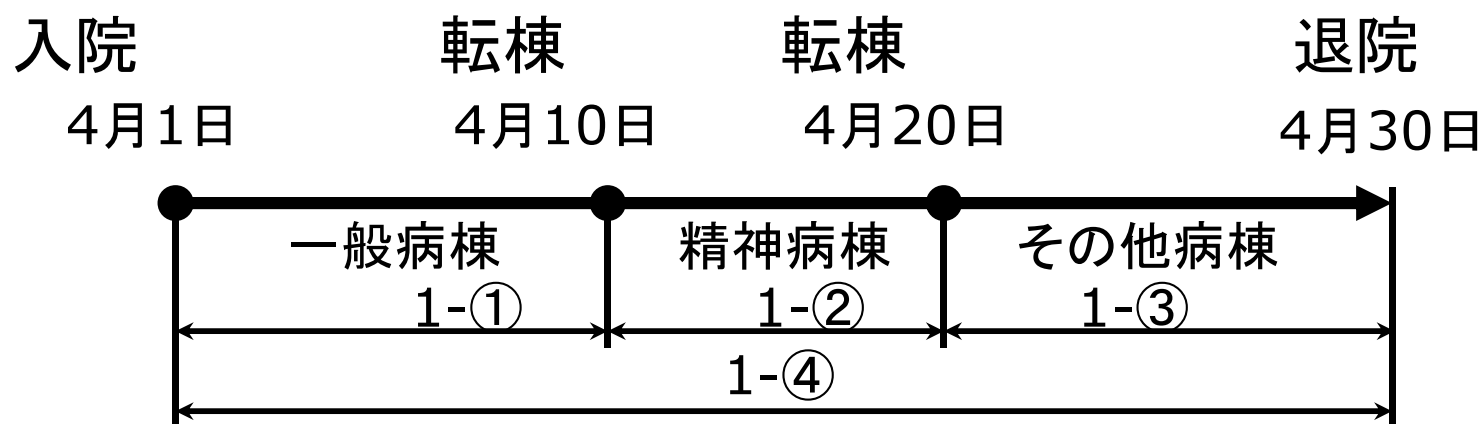 入院 転棟 転棟 退院
4月1日 4月10日 4月20日 4月30日
一般病棟 精神病棟 その他病棟
1-① 1-② 1-③
1-④